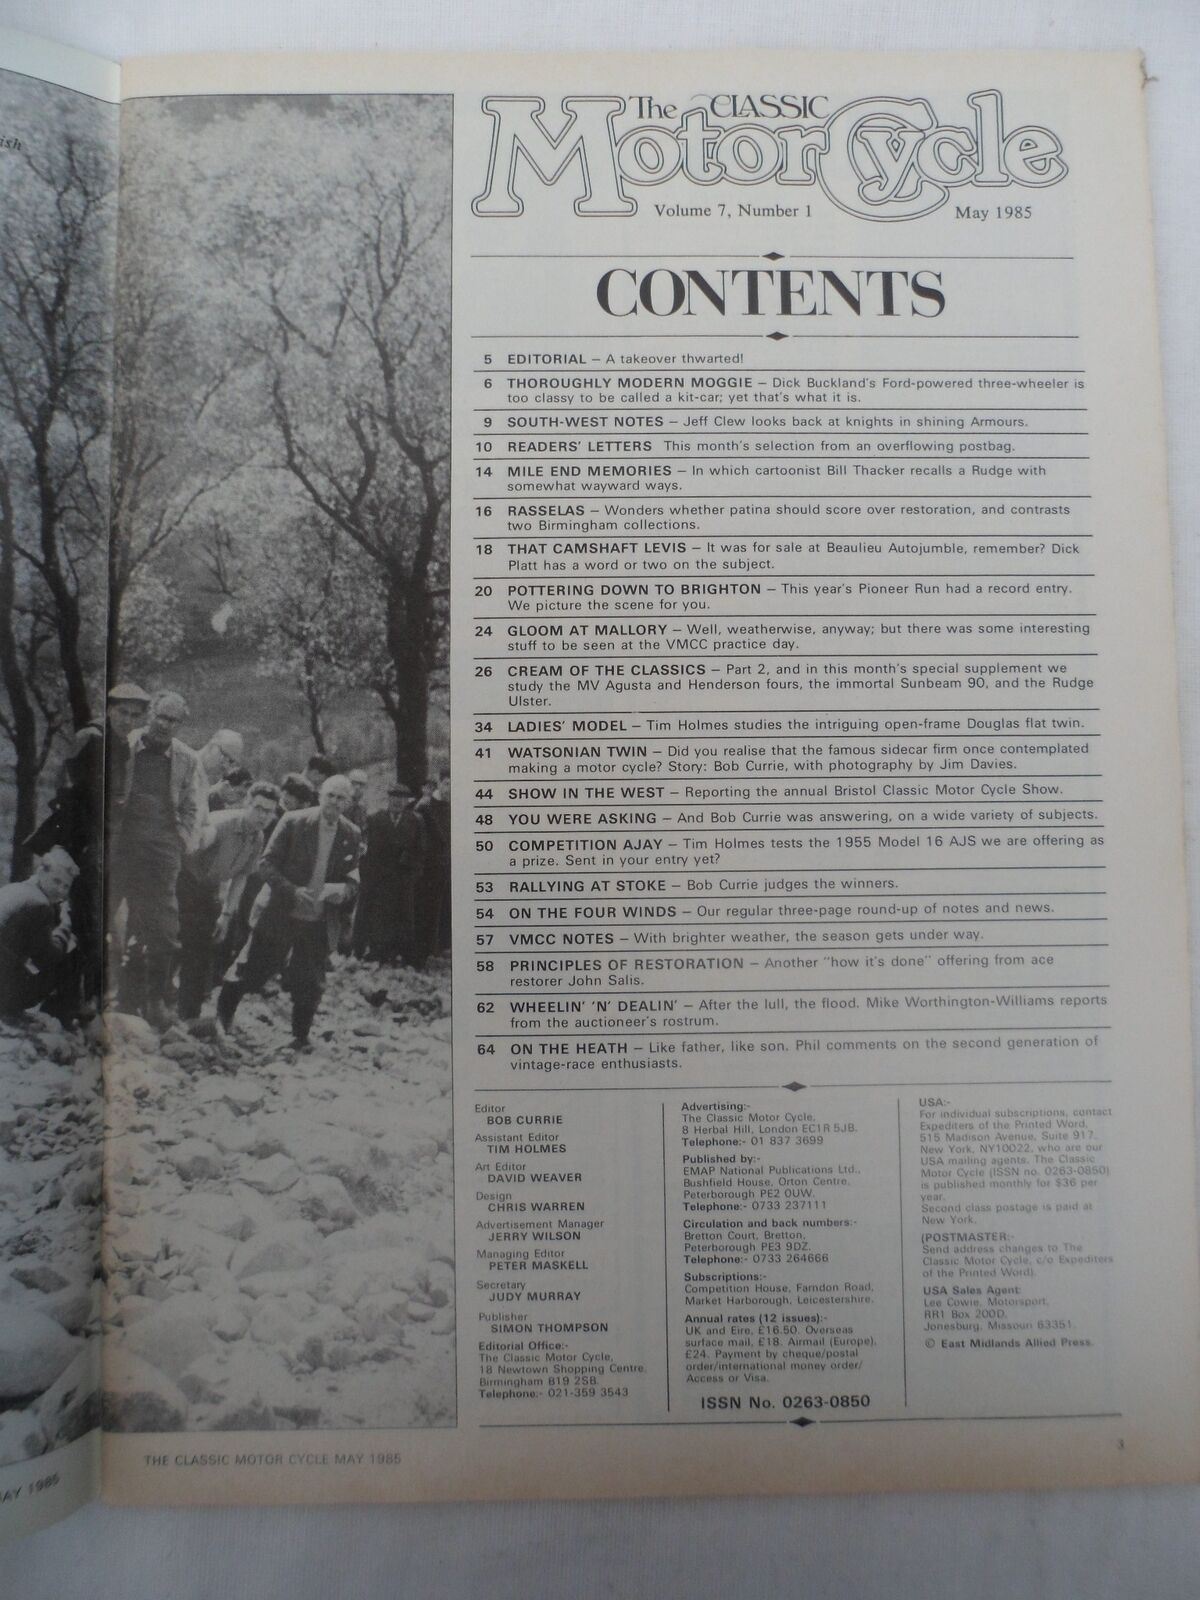 ish
The CLASSIC
Motor Cycle
Volume 7, Number 1 May 1985
CONTENTS
5 EDITORIAL – A takeover thwarted!
6 THOROUGHLY MODERN MOGGIE – Dick Buckland's Ford-powered three-wheeler is
too classy to be called a kit-car; yet that's what it is.
9 SOUTH-WEST NOTES – Jeff Clew looks back at knights in shining Armours.
10 READERS' LETTERS This month's selection from an overflowing postbag.
14 MILE END MEMORIES – In which cartoonist Bill Thacker recalls a Rudge with
somewhat wayward ways.
16 RASSELAS – Wonders whether patina should score over restoration, and contrasts
two Birmingham collections.
18 THAT CAMSHAFT LEVIS – It was for sale at Beaulieu Autojumble, remember? Dick
Platt has a word or two on the subject.
20 POTTERING DOWN TO BRIGHTON – This year's Pioneer Run had a record entry.
We picture the scene for you.
24 GLOOM AT MALLORY – Well, weatherwise, anyway; but there was some interesting
stuff to be seen at the VMCC practice day.
26 CREAM OF THE CLASSICS – Part 2, and in this month's special supplement we
study the MV Agusta and Henderson fours, the immortal Sunbeam 90, and the Rudge
Ulster.
34 LADIES' MODEL – Tim Holmes studies the intriguing open-frame Douglas flat twin.
41 WATSONIAN TWIN – Did you realise that the famous sidecar firm once contemplated
making a motor cycle? Story: Bob Currie, with photography by Jim Davies.
44 SHOW IN THE WEST – Reporting the annual Bristol Classic Motor Cycle Show.
48 YOU WERE ASKING – And Bob Currie was answering, on a wide variety of subjects.
50 COMPETITION AJAY – Tim Holmes tests the 1955 Model 16 AJS we are offering as
a prize. Sent in your entry yet?
53 RALLYING AT STOKE – Bob Currie judges the winners.
54 ON THE FOUR WINDS – Our regular three-page round-up of notes and news.
57 VMCC NOTES – With brighter weather, the season gets under way.
58 PRINCIPLES OF RESTORATION – Another "how it's done" offering from ace
restorer John Salis.
62 WHEELIN' 'N' DEALIN' – After the lull, the flood. Mike Worthington-Williams reports
from the auctioneer's rostrum.
64 ON THE HEATH – Like father, like son. Phil comments on the second generation of
vintage-race enthusiasts.
Editor
BOB CURRIE
Assistant Editor
TIM HOLMES
Art Editor
DAVID WEAVER
Design
CHRIS WARREN
Advertisement Manager
JERRY WILSON
Managing Editor
PETER MASKELL
Secretary
JUDY MURRAY
Publisher
SIMON THOMPSON
Editorial Office:-
The Classic Motor Cycle,
18 Newtown Shopping Centre,
Birmingham B19 2SB.
Telephone:- 021-359 3543
Advertising:-
The Classic Motor Cycle,
8 Herbal Hill, London EC1R 5JB.
Telephone:- 01 837 3699
Published by:-
EMAP National Publications Ltd.,
Bushfield House, Orton Centre,
Peterborough PE2 0UW.
Telephone:- 0733 237111
Circulation and back numbers:-
Bretton Court, Bretton,
Peterborough PE3 9DZ.
Telephone:- 0733 264666
Subscriptions:-
Competition House, Farndon Road,
Market Harborough, Leicestershire.
Annual rates (12 issues):-
UK and Eire, £16.50. Overseas
surface mail, £18. Airmail (Europe),
£24. Payment by cheque/postal
order/international money order/
Access or Visa.
ISSN No. 0263-0850
USA:-
For individual subscriptions, contact
Expediters of the Printed Word,
515 Madison Avenue, Suite 917,
New York, NY10022, who are our
USA mailing agents. The Classic
Motor Cycle (ISSN no. 0263-0850)
is published monthly for $36 per
year.
Second class postage is paid at
New York.
(POSTMASTER:-
Send address changes to The
Classic Motor Cycle, c/o Expediters
of the Printed Word).
USA Sales Agent:
Lee Cowie, Motorsport,
RR1 Box 200D,
Jonesburg, Missouri 63351.
© East Midlands Allied Press.
THE CLASSIC MOTOR CYCLE MAY 1985
3
MAY 1985